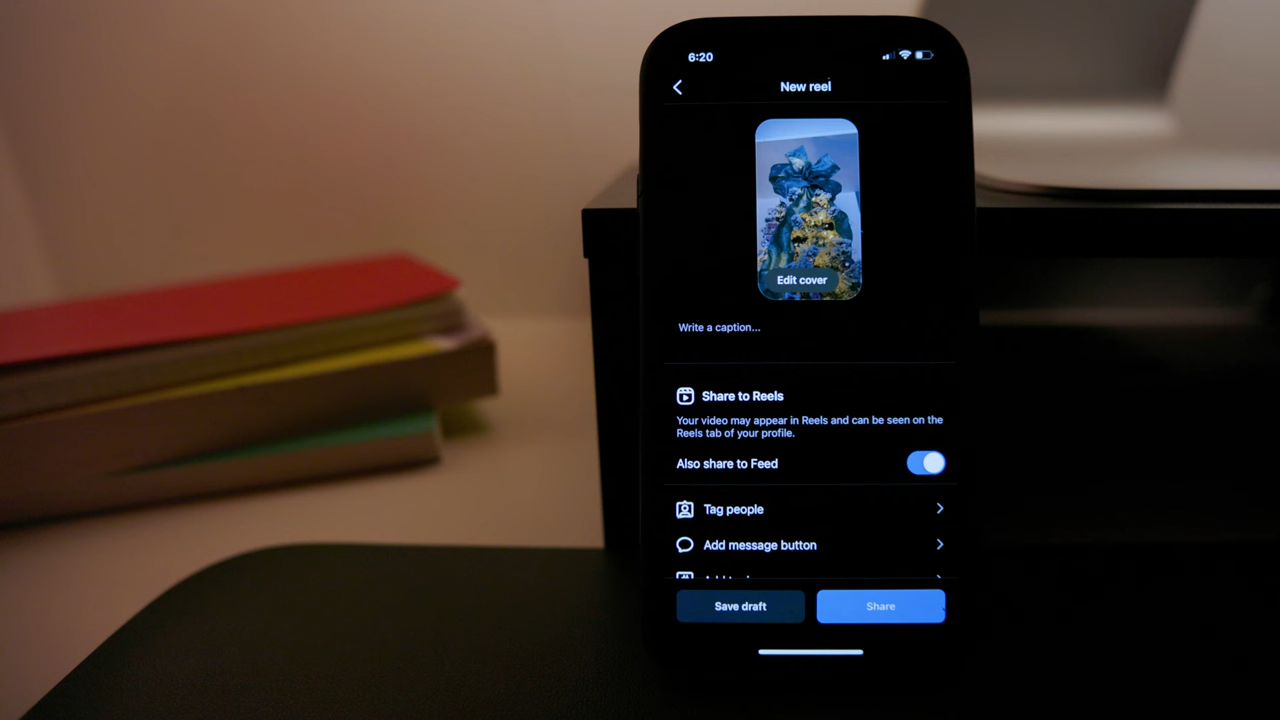 6:20
New reel
Edit cover
Write a caption...
Share to Reels
Your video may appear in Reels and can be seen on the
Reels tab of your profile.
Also share to Feed
Tag people
Add message button
Save draft
Share